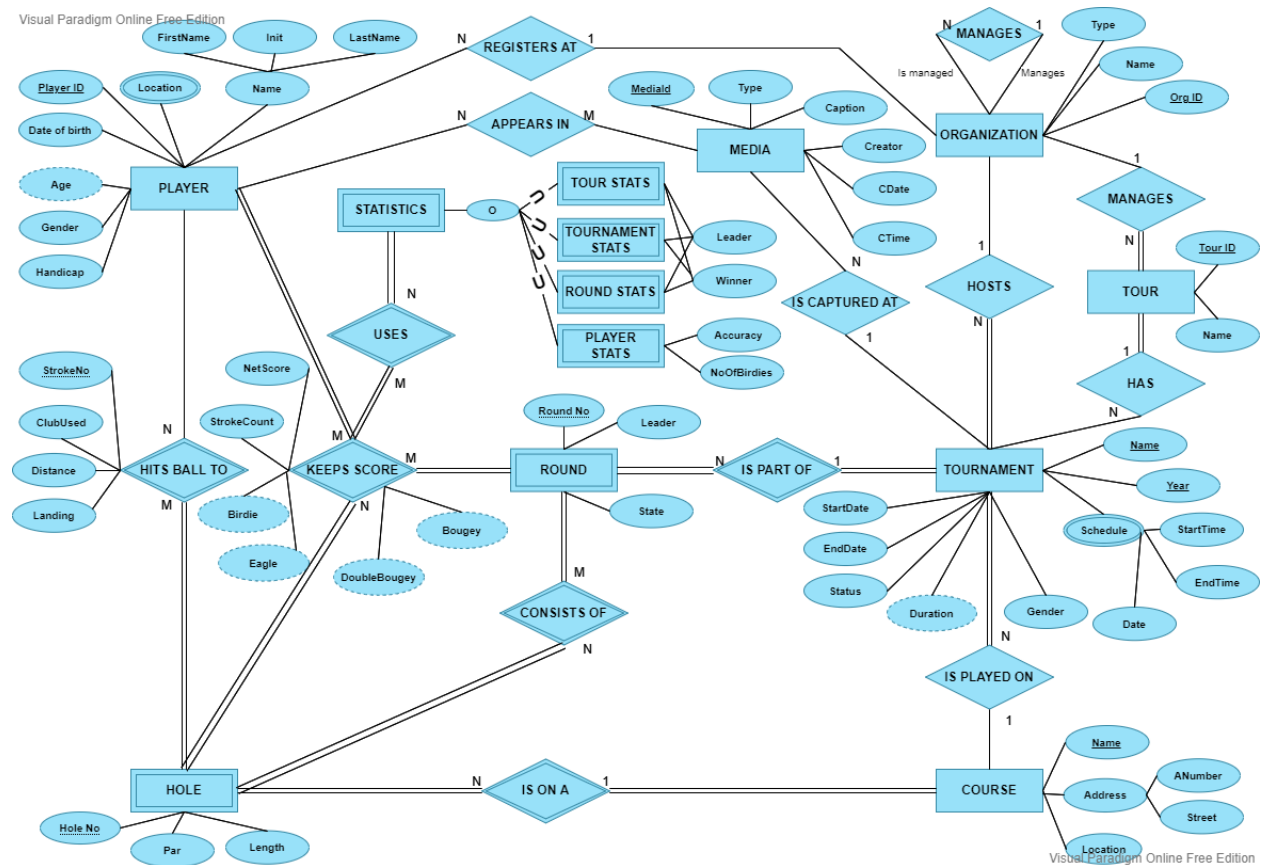 Visual Paradigm Online Free Edition
FirstName
Init
LastName
Player ID
Location
Name
Date of birth
Age
Gender
Handicap
PLAYER
N
REGISTERS AT
1
N
APPEARS IN
M
N
MANAGES
1
Is managed
Manages
Type
Name
Org ID
ORGANIZATION
MediaId
Type
Caption
MEDIA
Creator
CDate
CTime
STATISTICS
O
TOUR STATS
TOURNAMENT
STATS
ROUND STATS
PLAYER
STATS
Leader
Winner
Accuracy
NoOfBirdies
N
USES
M
N
IS CAPTURED AT
1
1
HOSTS
N
1
MANAGES
N
Tour ID
TOUR
Name
1
HAS
N
StrokeNo
ClubUsed
Distance
Landing
N
HITS BALL TO
M
NetScore
StrokeCount
Birdie
Eagle
M
KEEPS SCORE
M
N
Bougey
DoubleBougey
Round No
Leader
ROUND
State
N
IS PART OF
1
TOURNAMENT
Name
Year
Schedule
StartTime
EndTime
Date
StartDate
EndDate
Status
Duration
Gender
M
CONSISTS OF
N
N
IS PLAYED ON
1
HOLE
Hole No
Par
Length
N
IS ON A
1
COURSE
Name
Address
ANumber
Street
Location
Visual Paradigm Online Free Edition